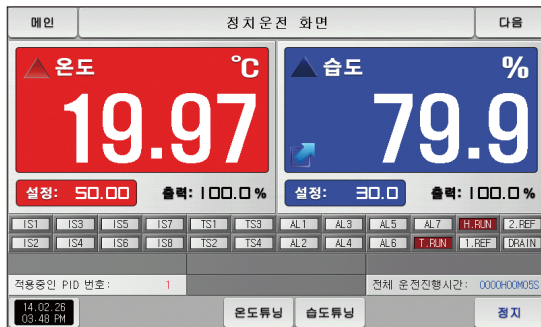 메인 정치운전 화면 다음
온도 ℃ 습도 %
19.97 79.9
설정: 50.00 출력: 100.0 % 설정: 30.0 출력: 100.0 %
IS1 IS3 IS5 IS7 TS1 TS3 AL1 AL3 AL5 AL7 H.RUN 2.REF
IS2 IS4 IS6 IS8 TS2 TS4 AL2 AL4 AL6 T.RUN 1.REF DRAIN
적용중인 PID 번호: 1 전체 운전진행시간: 0000H00M05S
14.02.26
03:48 PM
온도튜닝 습도튜닝 정지